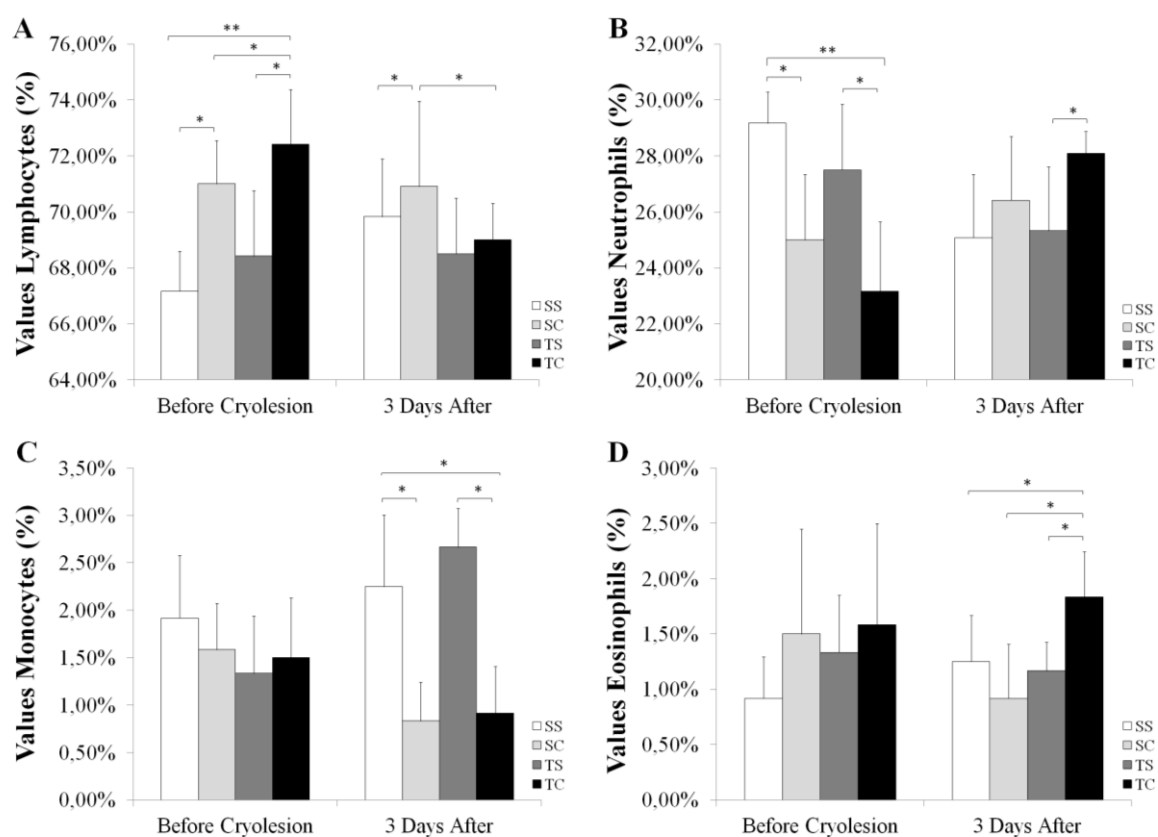 A
Values Lymphocytes (%)
76,00%
74,00%
72,00%
70,00%
68,00%
66,00%
64,00%
**
*
*
*
*
*
SS
SC
TS
TC
Before Cryolesion 3 Days After
B
Values Neutrophils (%)
32,00%
30,00%
28,00%
26,00%
24,00%
22,00%
20,00%
**
*
*
*
SS
SC
TS
TC
Before Cryolesion 3 Days After
C
Values Monocytes (%)
3,50%
3,00%
2,50%
2,00%
1,50%
1,00%
0,50%
0,00%
*
*
*
SS
SC
TS
TC
Before Cryolesion 3 Days After
D
Values Eosinophils (%)
3,00%
2,50%
2,00%
1,50%
1,00%
0,50%
0,00%
*
*
*
SS
SC
TS
TC
Before Cryolesion 3 Days After